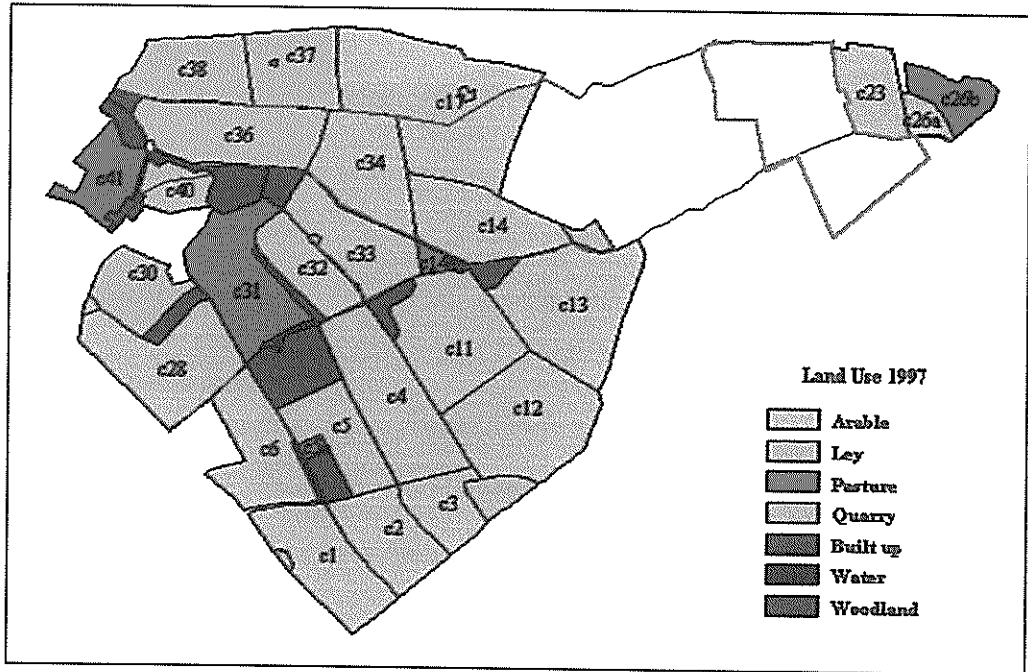 c38
c37
c17
c23
c26b
c26a
c36
c34
c41
c40
c14
c33
c32
c30
c31
c13
c11
c28
c4
c12
c5
c6
c3
c2
c1
Land Use 1997
Arable
Ley
Pasture
Quarry
Built up
Water
Woodland